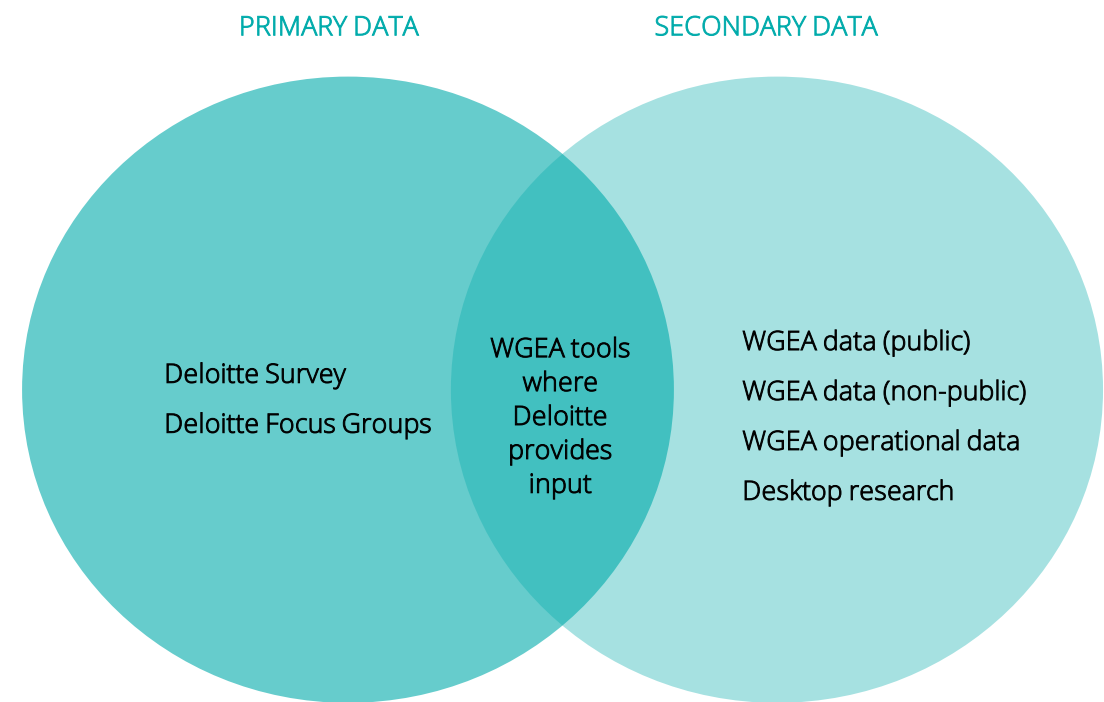 PRIMARY DATA
SECONDARY DATA
Deloitte Survey
Deloitte Focus Groups
WGEA tools
where
Deloitte
provides
input
WGEA data (public)
WGEA data (non-public)
WGEA operational data
Desktop research